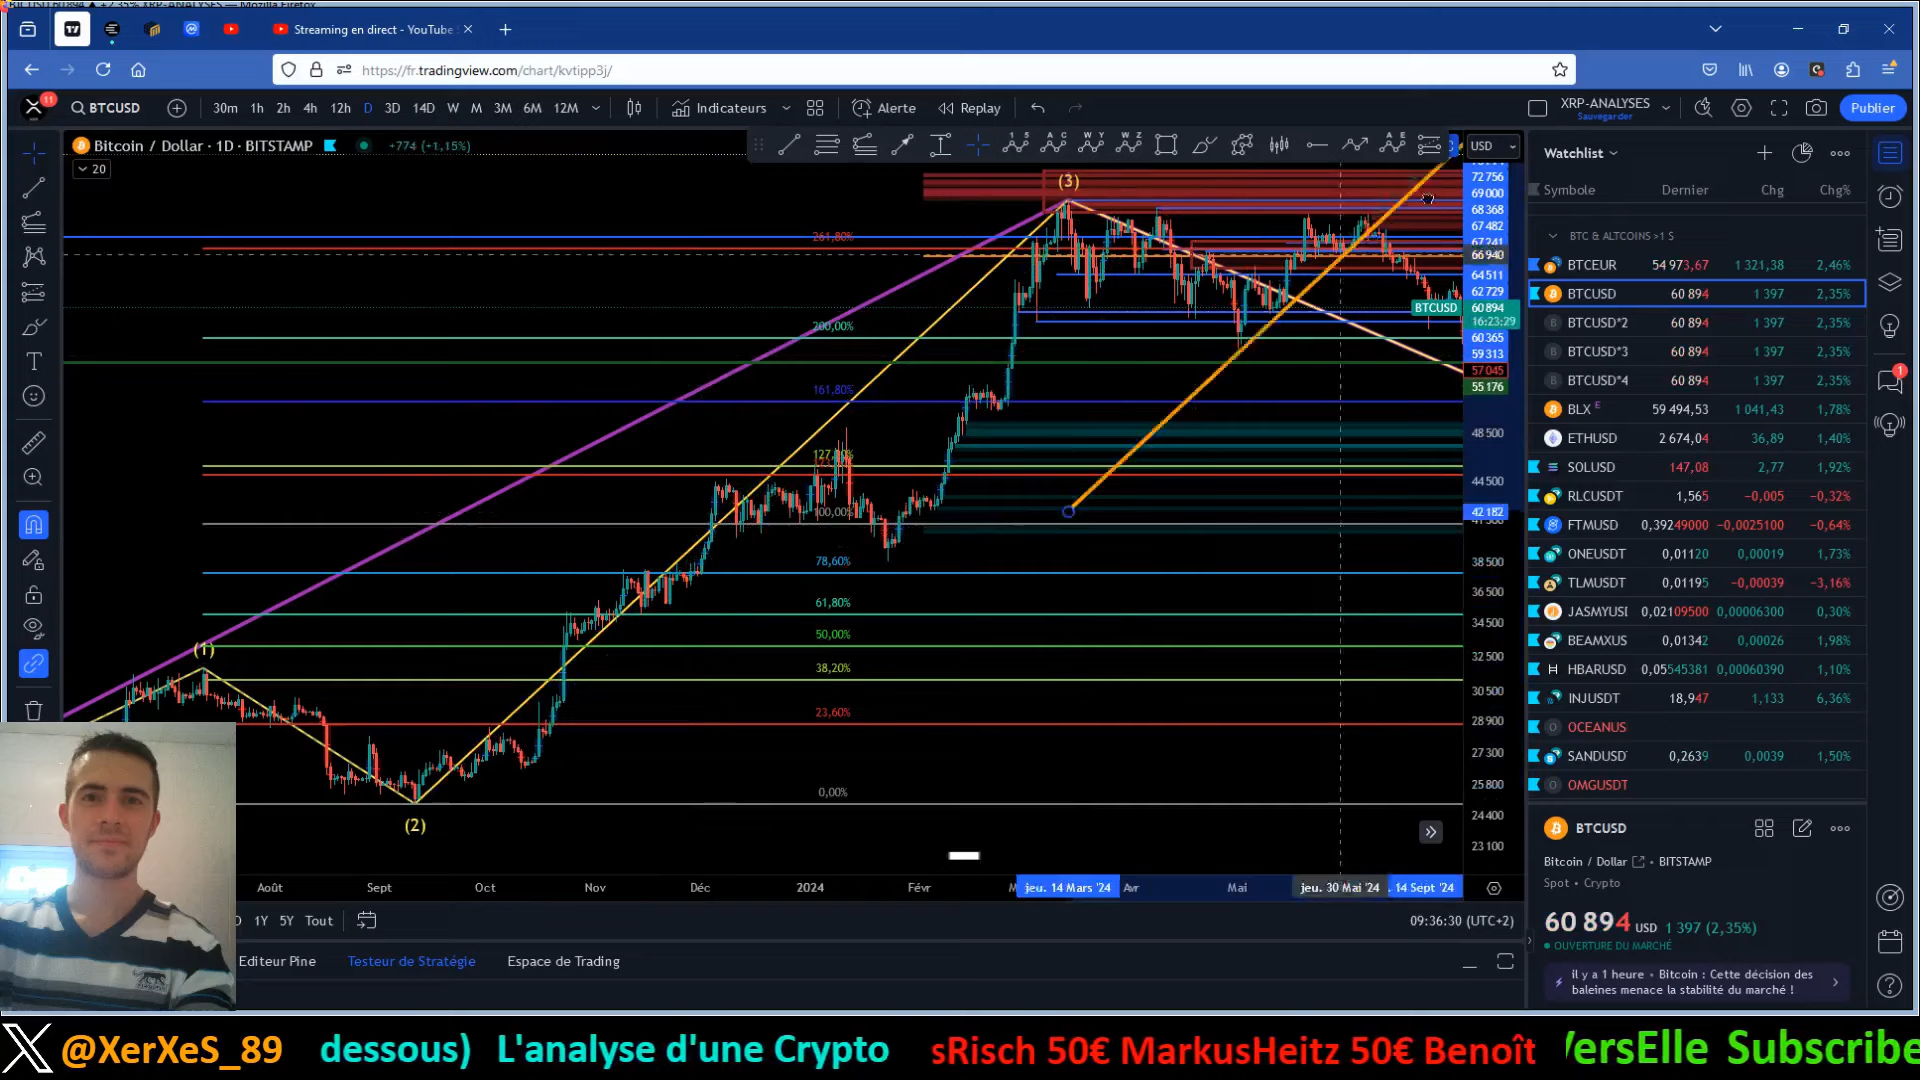 Streaming en direct - YouTube
https://fr.tradingview.com/chart/kvtipp3j/
11
BTCUSD
30m 1h 2h 4h 12h D 3D 14D W M 3M 6M 12M
Indicateurs
Alerte
Replay
XRP-ANALYSES
Sauvegarder
Publier
Bitcoin / Dollar · 1D · BITSTAMP
+774 (+1,15%)
20
USD
Watchlist
Symbole Dernier Chg Chg%
BTC & ALTCOINS >1 S
BTCEUR 54 973,67 1 321,38 2,46%
BTCUSD 60 894 1 397 2,35%
BTCUSD*2 60 894 1 397 2,35%
BTCUSD*3 60 894 1 397 2,35%
BTCUSD*4 60 894 1 397 2,35%
BLX E 59 494,53 1 041,43 1,78%
ETHUSD 2 674,04 36,89 1,40%
SOLUSD 147,08 2,77 1,92%
RLCUSDT 1,565 −0,005 −0,32%
FTMUSD 0,39249000 −0,0025100 −0,64%
ONEUSDT 0,01120 0,00019 1,73%
TLMUSDT 0,01195 −0,00039 −3,16%
JASMYUSI 0,02109500 0,00006300 0,30%
BEAMXUS 0,01342 0,00026 1,98%
HBARUSD 0,05545381 0,00060390 1,10%
INJUSDT 18,947 1,133 6,36%
OCEANUS
SANDUSD 0,2639 0,0039 1,50%
OMGUSDT
72 756
69 000
68 368
67 482
67 241
66 940
64 511
62 729
BTCUSD 60 894
16:23:29
60 365
59 313
57 045
55 176
48 500
44 500
42 182
38 500
36 500
34 500
32 500
30 500
28 900
27 300
25 800
24 400
23 100
(3)
261,80%
200,00%
161,80%
100,00%
78,60%
61,80%
50,00%
38,20%
23,60%
0,00%
(1)
(2)
Août Sept Oct Nov Déc 2024 Févr jeu. 14 Mars '24 Avr Mai jeu. 30 Mai '24 14 Sept '24
1Y 5Y Tout
09:36:30 (UTC+2)
Editeur Pine Testeur de Stratégie Espace de Trading
BTCUSD
Bitcoin / Dollar • BITSTAMP
Spot • Crypto
60 894 USD 1 397 (2,35%)
OUVERTURE DU MARCHÉ
il y a 1 heure • Bitcoin : Cette décision des
baleines menace la stabilité du marché !
1
@XerXeS_89 dessous) L'analyse d'une Crypto sRisch 50€ MarkusHeitz 50€ Benoît VersElle Subscribe